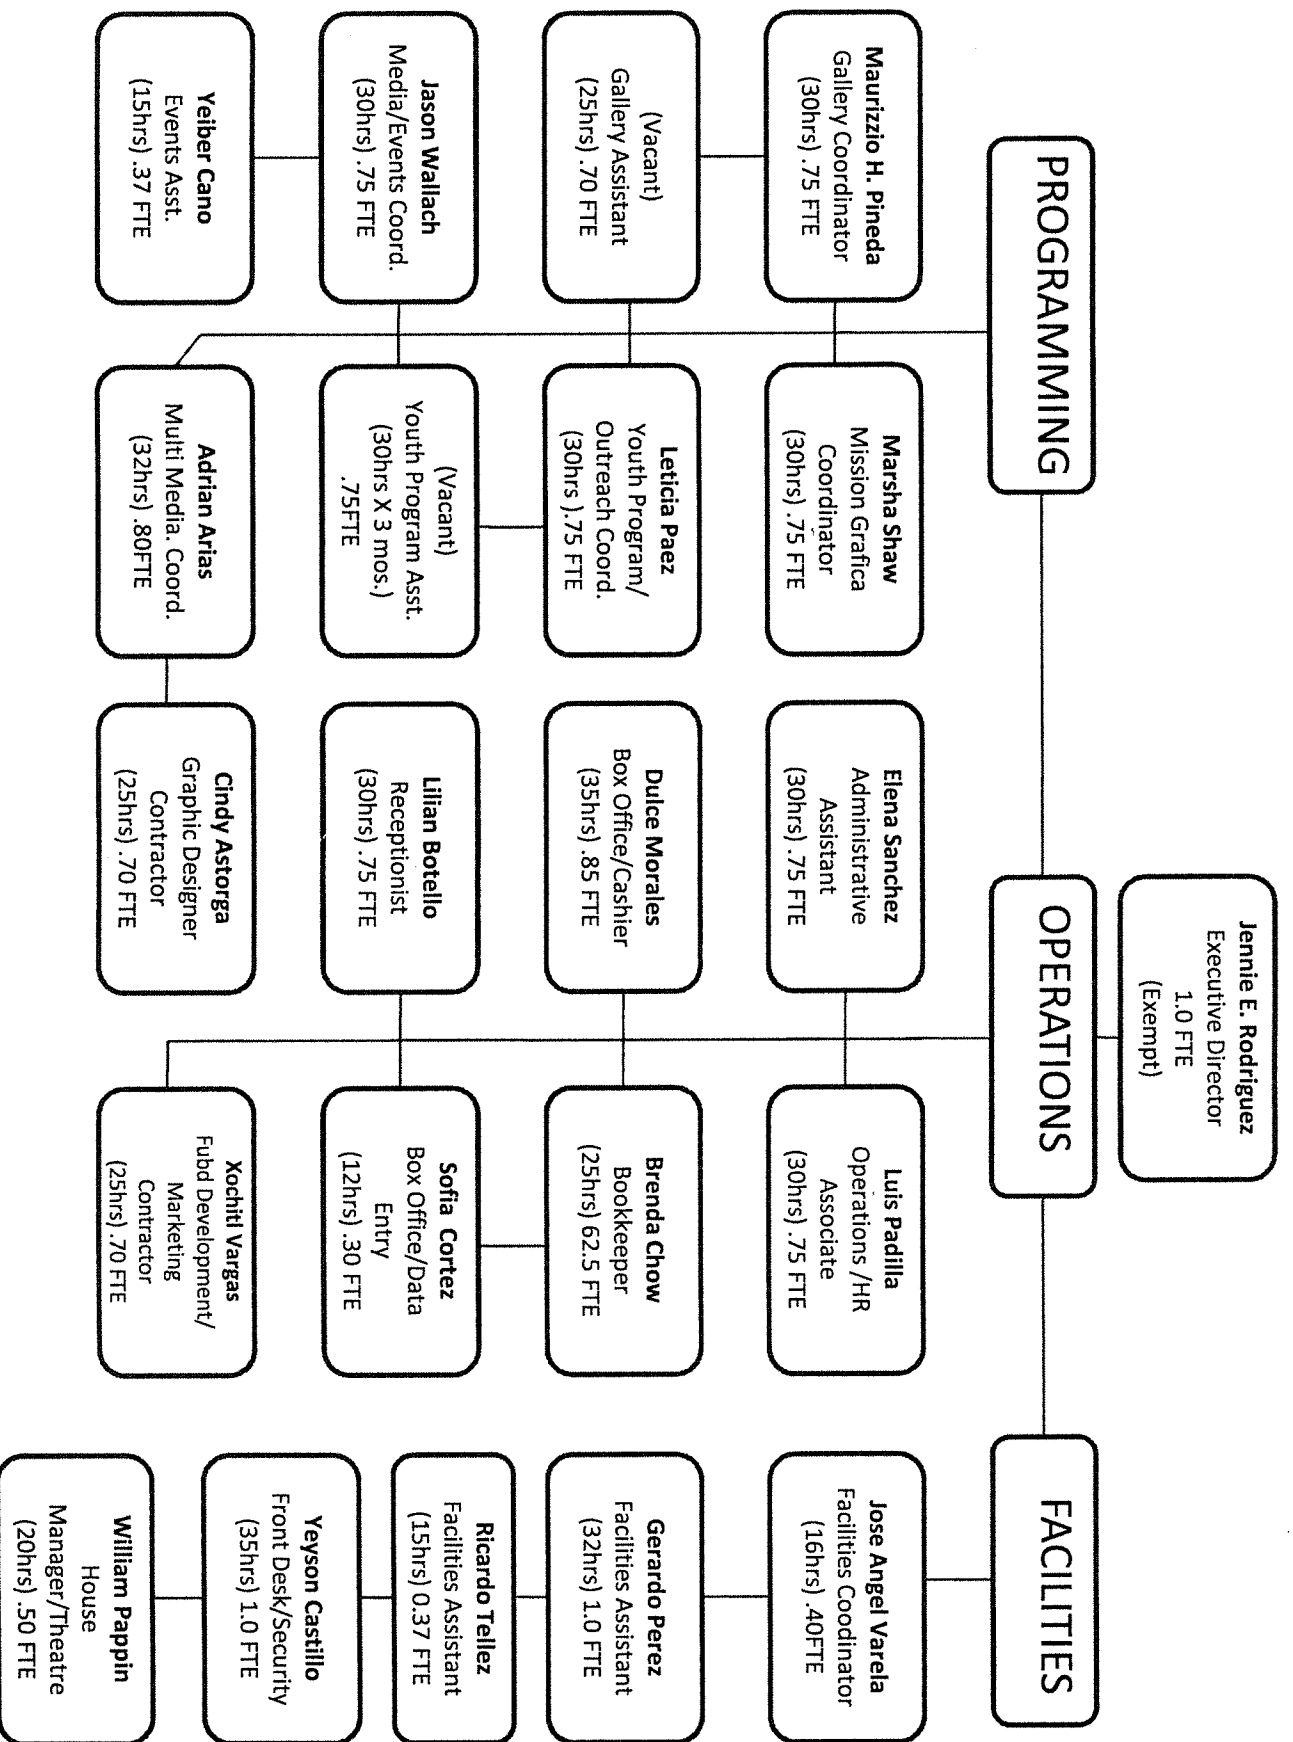 Jennie E. Rodriguez
Executive Director
1.0 FTE
(Exempt)
PROGRAMMING
OPERATIONS
FACILITIES
Maurizzio H. Pineda
Gallery Coordinator
(30hrs) .75 FTE
Marsha Shaw
Mission Grafica
Coordinator
(30hrs) .75 FTE
Elena Sanchez
Administrative
Assistant
(30hrs) .75 FTE
Luis Padilla
Operations /HR
Associate
(30hrs) .75 FTE
Jose Angel Varela
Facilities Coodinator
(16hrs) .40FTE
(Vacant)
Gallery Assistant
(25hrs) .70 FTE
Leticia Paez
Youth Program/
Outreach Coord.
(30hrs ).75 FTE
Dulce Morales
Box Office/Cashier
(35hrs) .85 FTE
Brenda Chow
Bookkeeper
(25hrs) 62.5 FTE
Gerardo Perez
Facilities Assistant
(32hrs) 1.0 FTE
Jason Wallach
Media/Events Coord.
(30hrs) .75 FTE
(Vacant)
Youth Program Asst.
(30hrs X 3 mos.)
.75FTE
Lilian Botello
Receptionist
(30hrs) .75 FTE
Sofia Cortez
Box Office/Data
Entry
(12hrs) .30 FTE
Ricardo Tellez
Facilities Assistant
(15hrs) 0.37 FTE
Yeiber Cano
Events Asst.
(15hrs) .37 FTE
Adrian Arias
Multi Media. Coord.
(32hrs) .80FTE
Cindy Astorga
Graphic Designer
Contractor
(25hrs) .70 FTE
Xochitl Vargas
Fubd Development/
Marketing
Contractor
(25hrs) .70 FTE
Yeyson Castillo
Front Desk/Security
(35hrs) 1.0 FTE
William Pappin
House
Manager/Theatre
(20hrs) .50 FTE